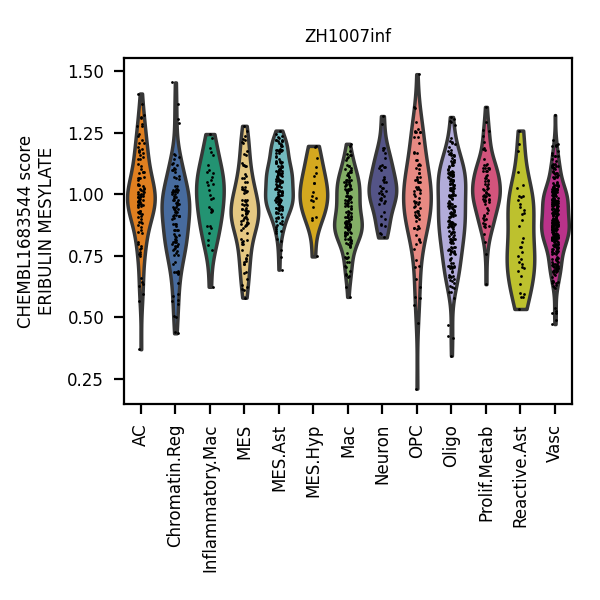 ZH1007inf
CHEMBL1683544 score
ERIBULIN MESYLATE
1.50
1.25
1.00
0.75
0.50
0.25
AC
Chromatin.Reg
Inflammatory.Mac
MES
MES.Ast
MES.Hyp
Mac
Neuron
OPC
Oligo
Prolif.Metab
Reactive.Ast
Vasc